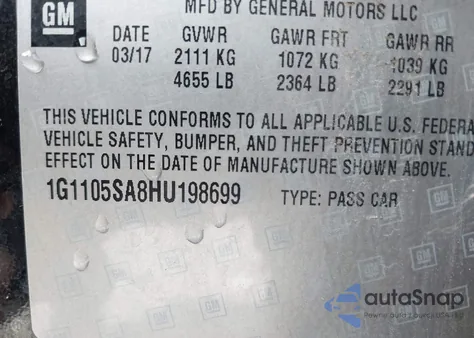 GM
MFD BY GENERAL MOTORS LLC
DATE GVWR GAWR FRT GAWR RR
03/17 2111 KG 1072 KG 1039 KG
4655 LB 2364 LB 2291 LB
THIS VEHICLE CONFORMS TO ALL APPLICABLE U.S. FEDERA
VEHICLE SAFETY, BUMPER, AND THEFT PREVENTION STAND
EFFECT ON THE DATE OF MANUFACTURE SHOWN ABOVE.
1G1105SA8HU198699 TYPE: PASS CAR
autoSnap